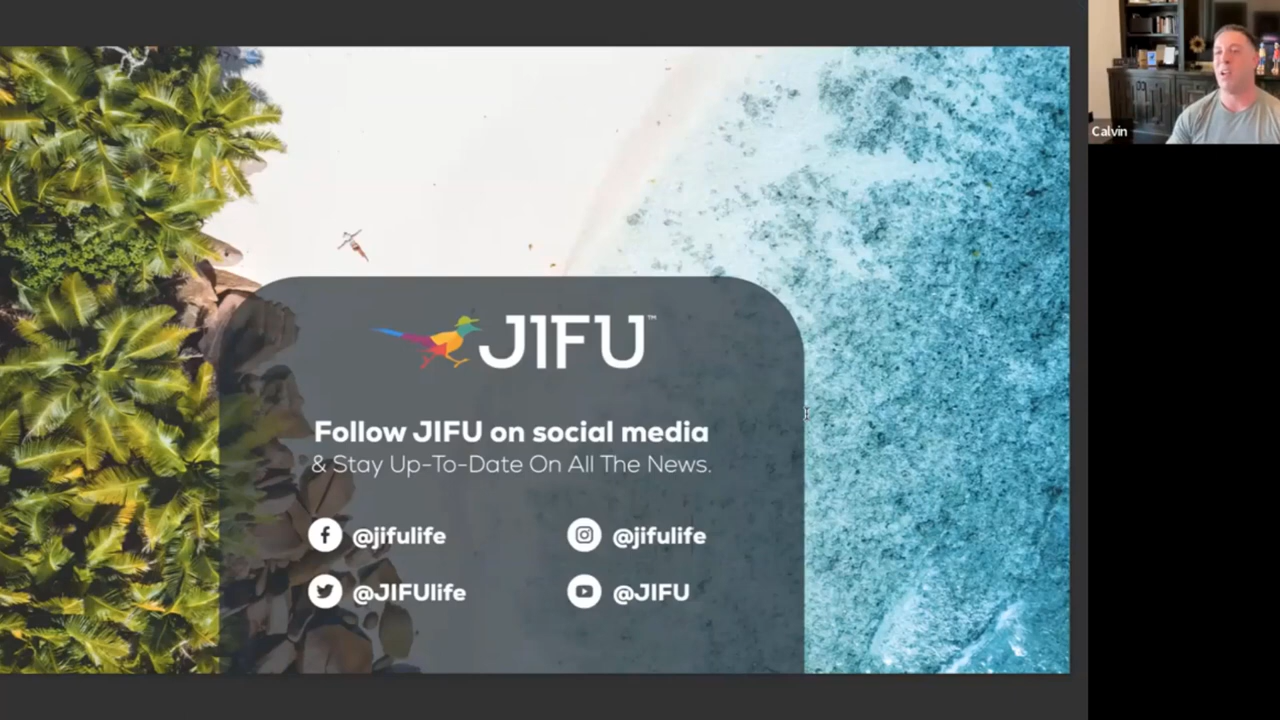 Calvin
JIFU™
Follow JIFU on social media
& Stay Up-To-Date On All The News.
@jifulife
@jifulife
@JIFUlife
@JIFU